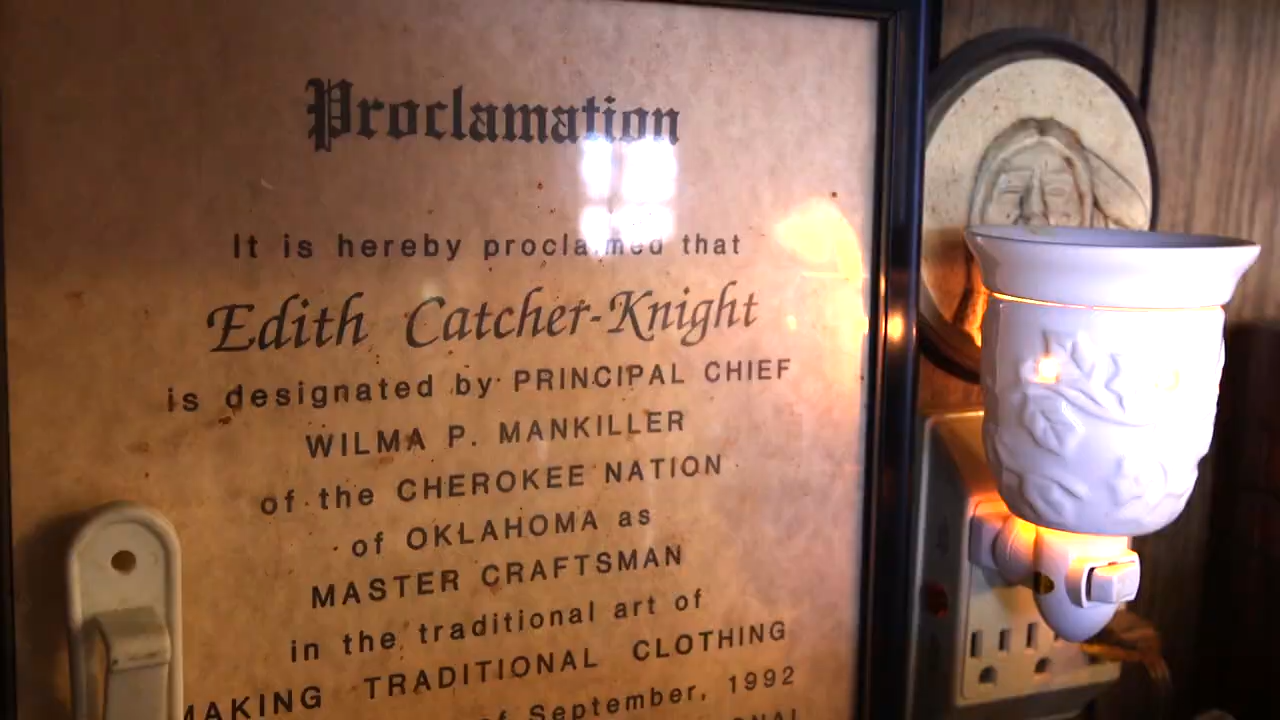 Proclamation
It is hereby proclaimed that
Edith Catcher-Knight
is designated by PRINCIPAL CHIEF
WILMA P. MANKILLER
of the CHEROKEE NATION
of OKLAHOMA as
MASTER CRAFTSMAN
in the traditional art of
MAKING TRADITIONAL CLOTHING
of September, 1992